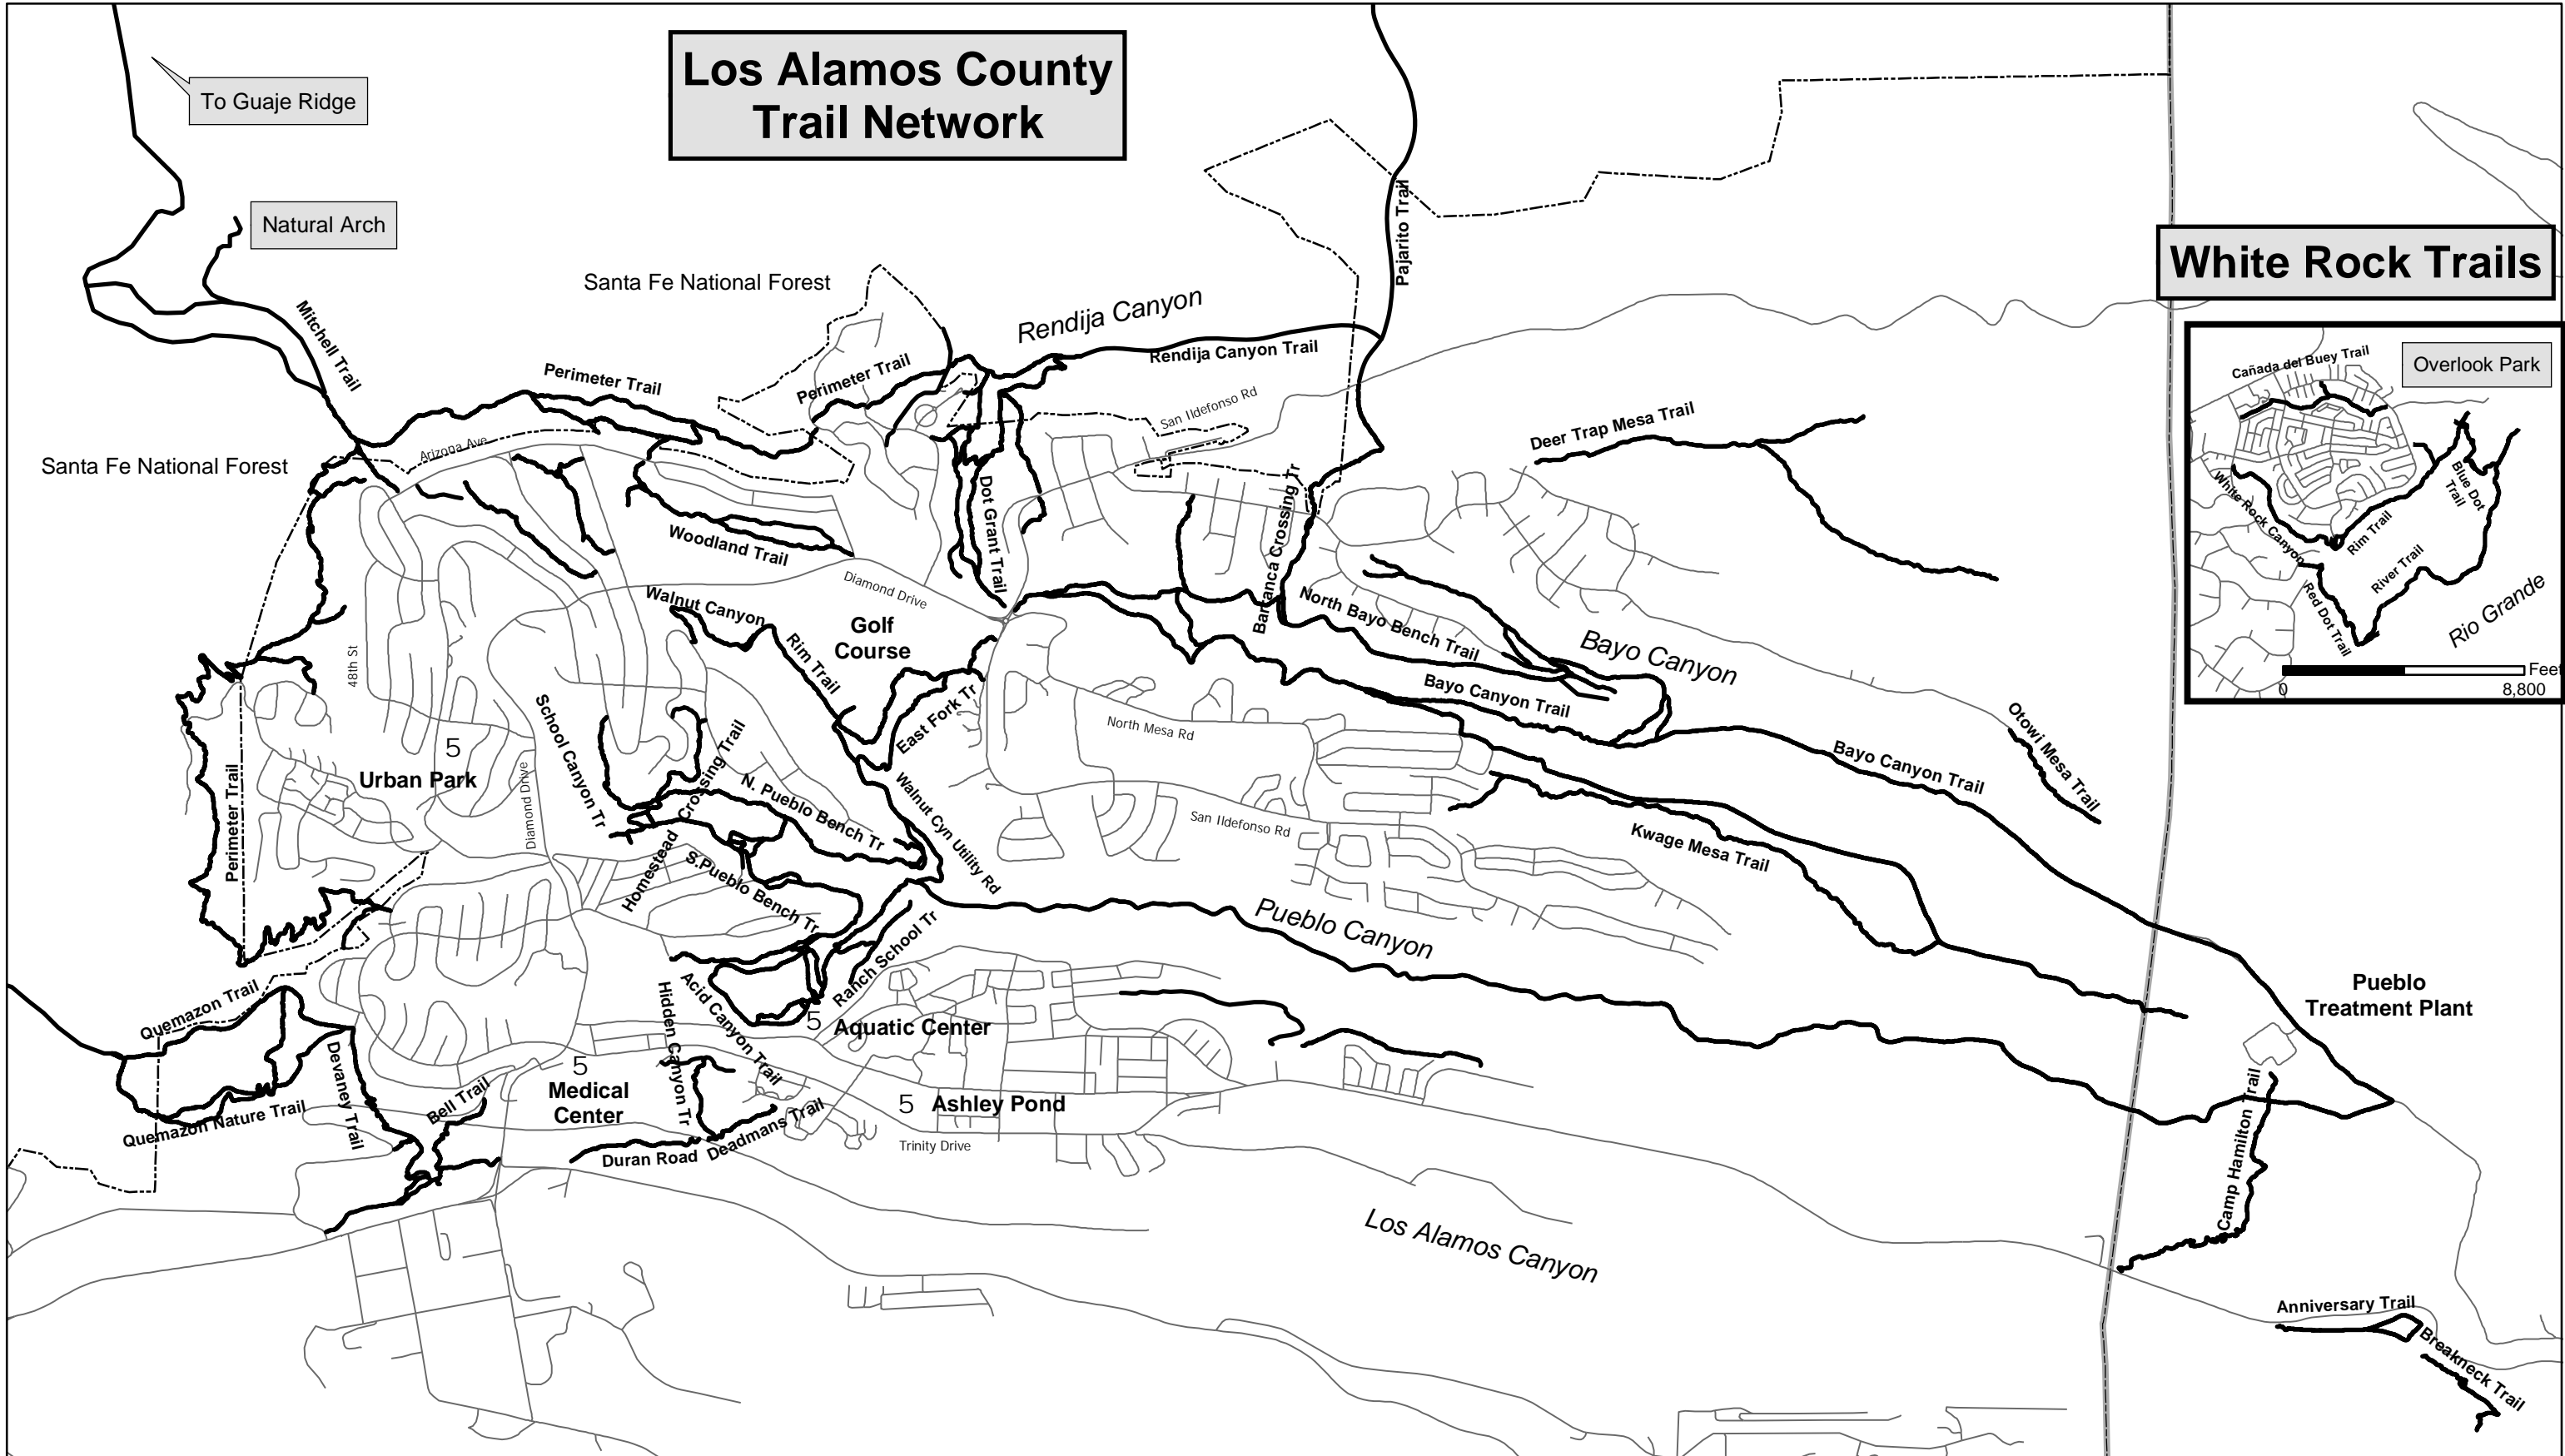 Los Alamos County
Trail Network
To Guaje Ridge
Natural Arch
Pajarito Trail
White Rock Trails
Santa Fe National Forest
Rendija Canyon
Mitchell Trail
Perimeter Trail
Perimeter Trail
Rendija Canyon Trail
San Ildefonso Rd
Cañada del Buey Trail
Overlook Park
White Rock Canyon
Rim Trail
Blue Dot
Trail
River Trail
Red Dot Trail
Rio Grande
Feet
0
8,800
Santa Fe National Forest
Arizona Ave
Deer Trap Mesa Trail
Dot Grant Trail
Barranca Crossing Tr
Woodland Trail
Diamond Drive
Walnut Canyon
Rim Trail
Golf
Course
North Bayo Bench Trail
Bayo Canyon
48th St
School Canyon Tr
East Fork Tr
Bayo Canyon Trail
North Mesa Rd
Otowi Mesa Trail
Bayo Canyon Trail
5
Urban Park
Diamond Drive
Perimeter Trail
Homestead Crossing Trail
N. Pueblo Bench Tr
Walnut Cyn Utility Rd
San Ildefonso Rd
Kwage Mesa Trail
S.Pueblo Bench Tr
Pueblo Canyon
Ranch School Tr
Acid Canyon Trail
Hidden Canyon Tr
Quemazon Trail
Pueblo
Treatment Plant
5
Aquatic Center
5
Medical
Center
Devaney Trail
Bell Trail
Quemazon Nature Trail
5
Ashley Pond
Duran Road
Deadmans Trail
Trinity Drive
Camp Hamilton Trail
Los Alamos Canyon
Anniversary Trail
Breakneck Trail